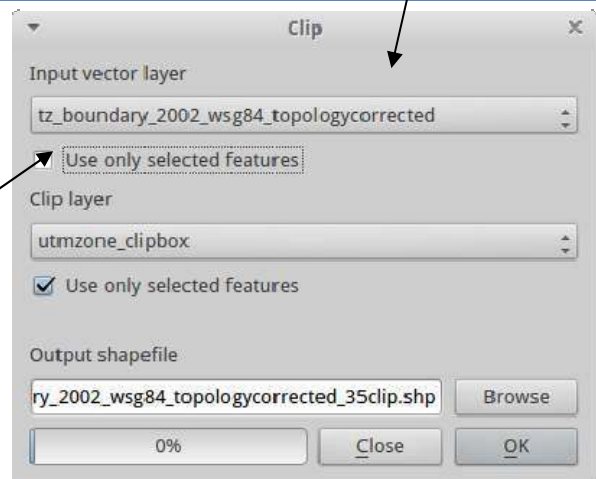 Clip
Input vector layer
tz_boundary_2002_wsg84_topologycorrected
Use only selected features
Clip layer
utmzone_clipbox
Use only selected features
Output shapefile
ry_2002_wsg84_topologycorrected_35clip.shp Browse
0% Close OK